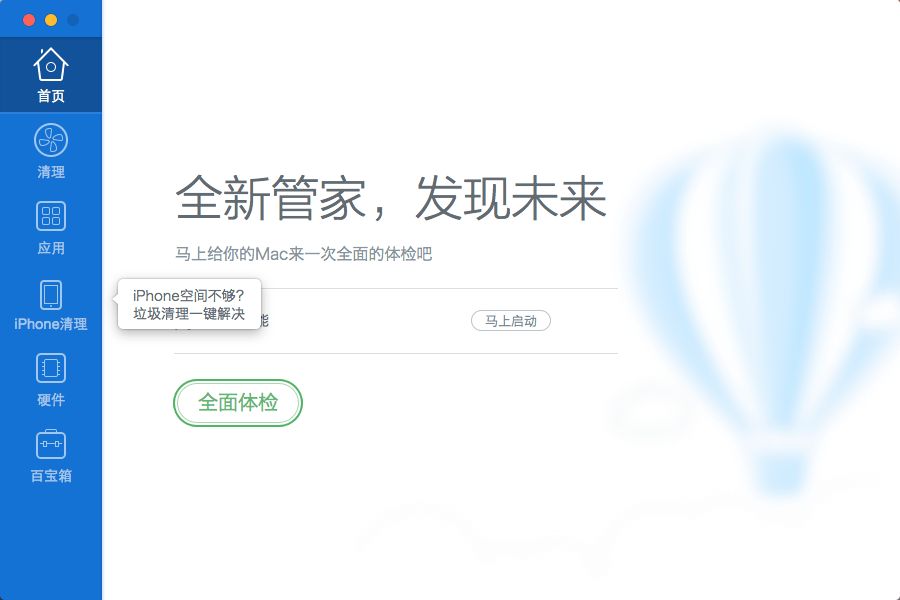 首页
清理
应用
iPhone清理
硬件
百宝箱
全新管家，发现未来
马上给你的Mac来一次全面的体检吧
iPhone空间不够?
垃圾清理一键解决
能
马上启动
全面体检